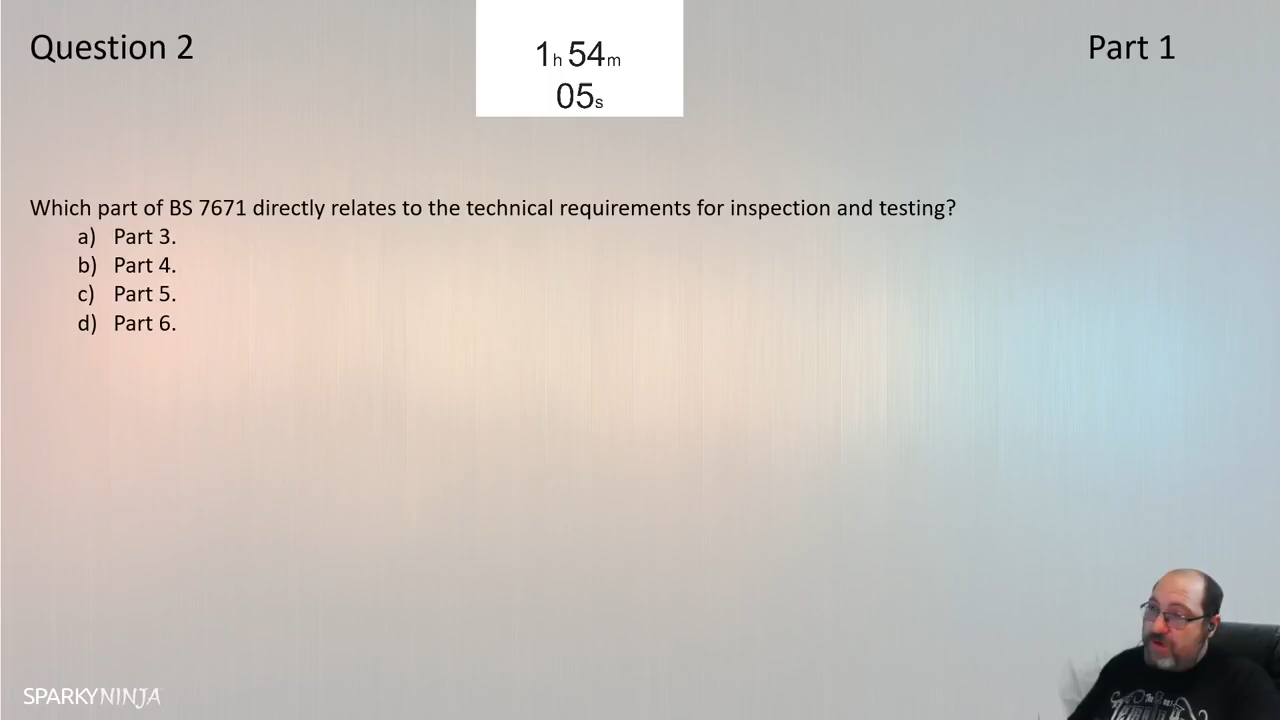 Question 2
1h 54m
05s
Part 1
Which part of BS 7671 directly relates to the technical requirements for inspection and testing?
a) Part 3.
b) Part 4.
c) Part 5.
d) Part 6.
SPARKYNINJA